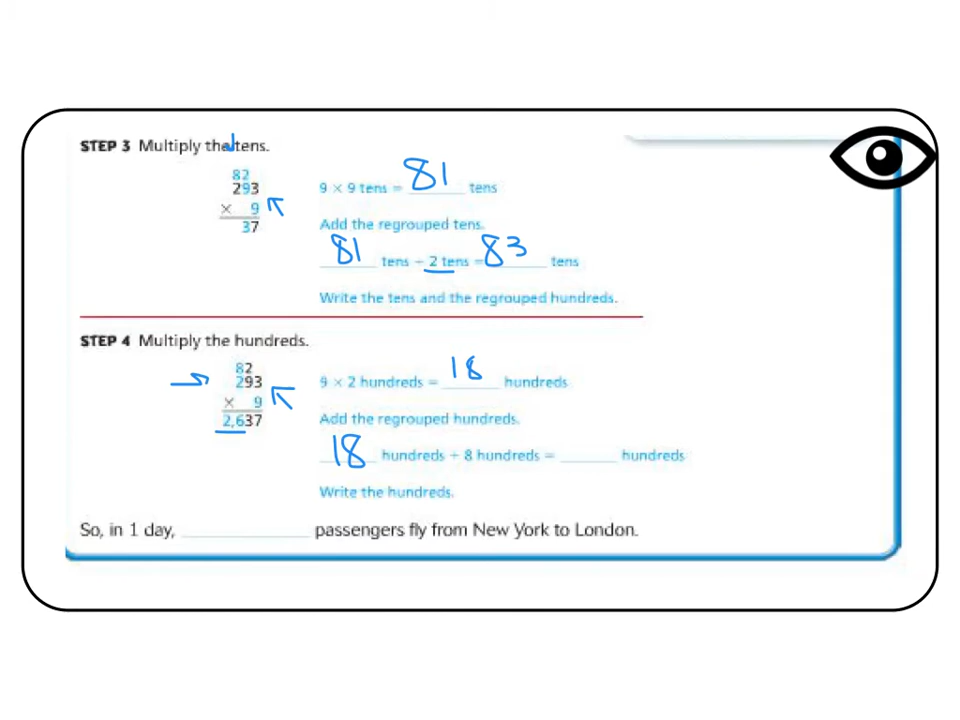 STEP 3 Multiply the tens.
82
293
× 9
37
9 × 9 tens = 81 tens
Add the regrouped tens.
81 tens + 2 tens = 83 tens
Write the tens and the regrouped hundreds.
STEP 4 Multiply the hundreds.
82
293
× 9
2,637
9 × 2 hundreds = 18 hundreds
Add the regrouped hundreds.
18 hundreds + 8 hundreds = ______ hundreds
Write the hundreds.
So, in 1 day, ______ passengers fly from New York to London.